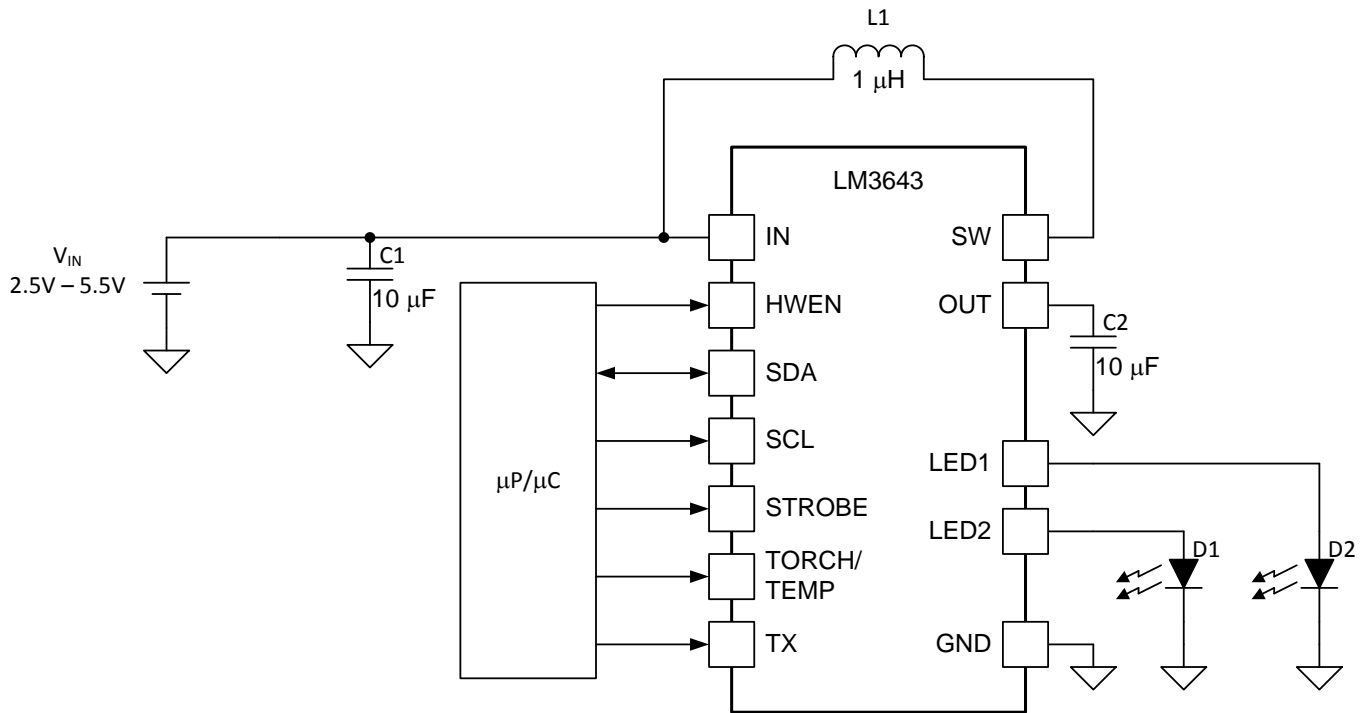 L1
1 μH
LM3643
IN
SW
VIN
2.5V – 5.5V
C1
10 μF
HWEN
OUT
C2
10 μF
SDA
SCL
LED1
μP/μC
STROBE
LED2
D1
D2
TORCH/
TEMP
TX
GND